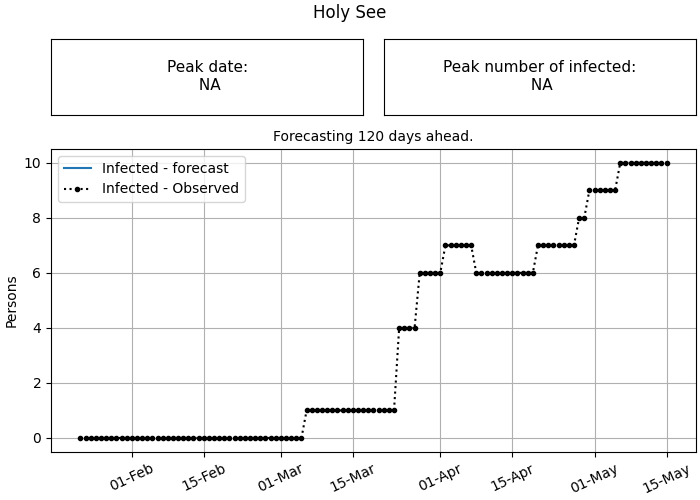 Holy See
Peak date:
NA
Peak number of infected:
NA
Forecasting 120 days ahead.
Infected - forecast
Infected - Observed
Persons
10
8
6
4
2
0
01-Feb
15-Feb
01-Mar
15-Mar
01-Apr
15-Apr
01-May
15-May